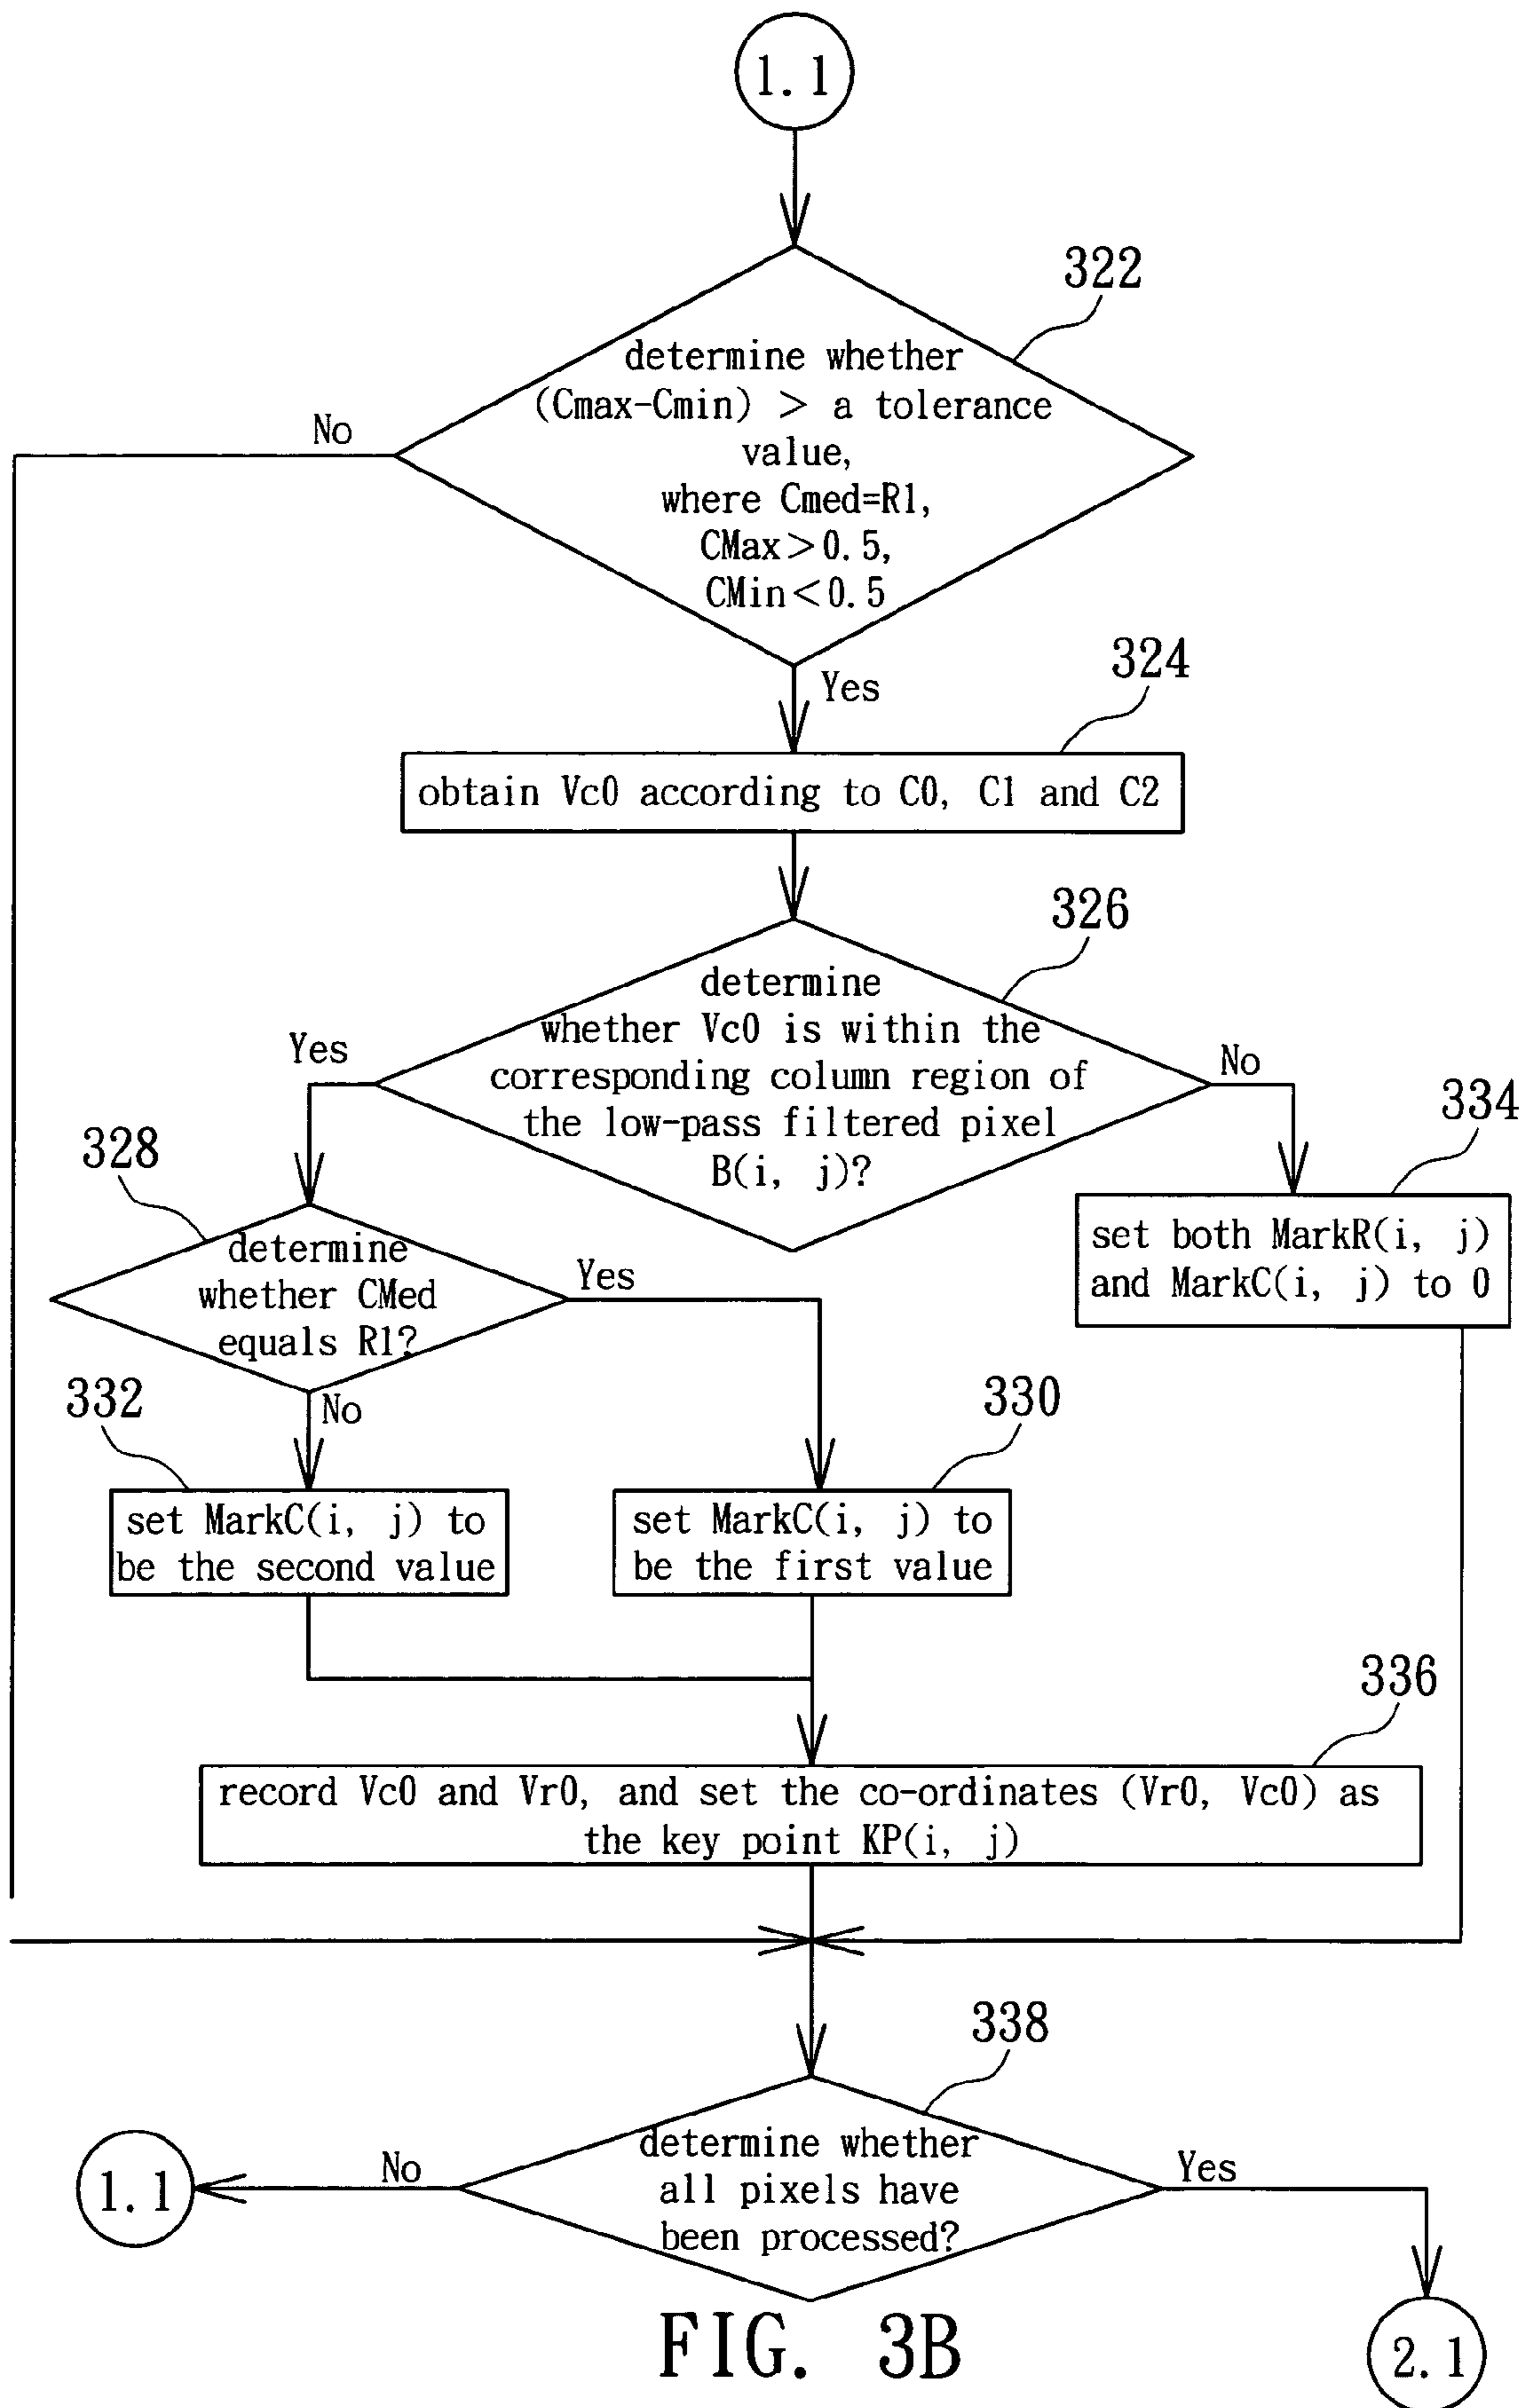 1.1
322
determine whether
(Cmax-Cmin) > a tolerance
value,
where Cmed=R1,
CMax>0.5,
CMin<0.5
No
Yes
324
obtain Vc0 according to C0, C1 and C2
326
determine
whether Vc0 is within the
corresponding column region of
the low-pass filtered pixel
B(i, j)?
Yes
No
334
set both MarkR(i, j)
and MarkC(i, j) to 0
328
determine
whether CMed
equals R1?
Yes
No
332
set MarkC(i, j) to
be the second value
330
set MarkC(i, j) to
be the first value
336
record Vc0 and Vr0, and set the co-ordinates (Vr0, Vc0) as
the key point KP(i, j)
338
determine whether
all pixels have
been processed?
No
1.1
Yes
2.1
FIG. 3B